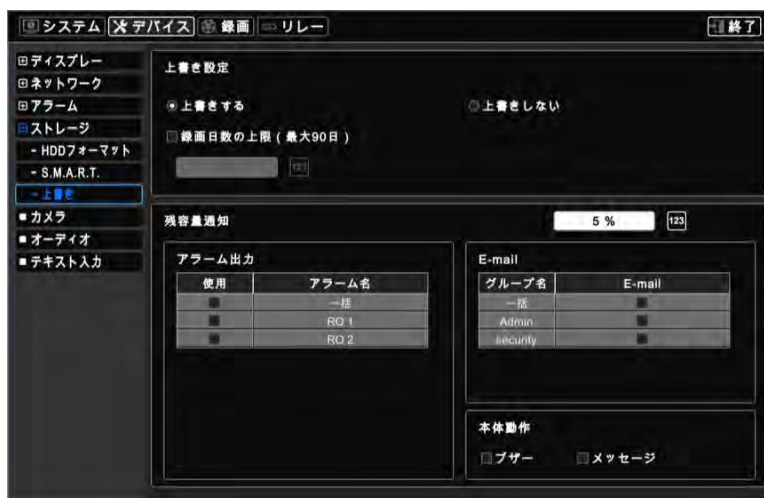 システム デバイス 録画 リレー 終了
ディスプレー
ネットワーク
アラーム
ストレージ
- HDDフォーマット
- S.M.A.R.T.
- 上書き
カメラ
オーディオ
テキスト入力
上書き設定
上書きする 上書きしない
録画日数の上限 ( 最大90日 )
123
残容量通知 5 % 123
アラーム出力
使用 アラーム名
一括
RO 1
RO 2
E-mail
グループ名 E-mail
一括
Admin
security
本体動作
ブザー メッセージ